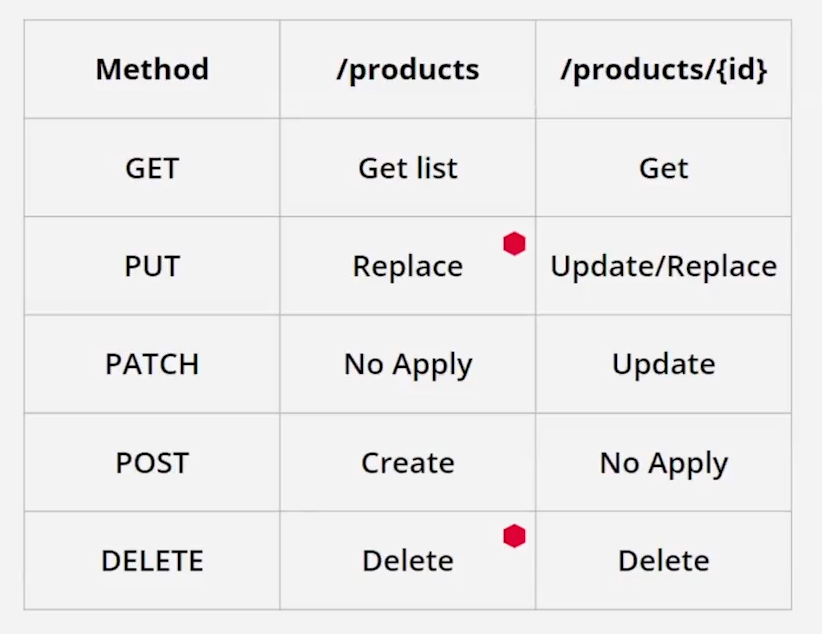 Method /products /products/{id}
GET Get list Get
PUT Replace Update/Replace
PATCH No Apply Update
POST Create No Apply
DELETE Delete Delete